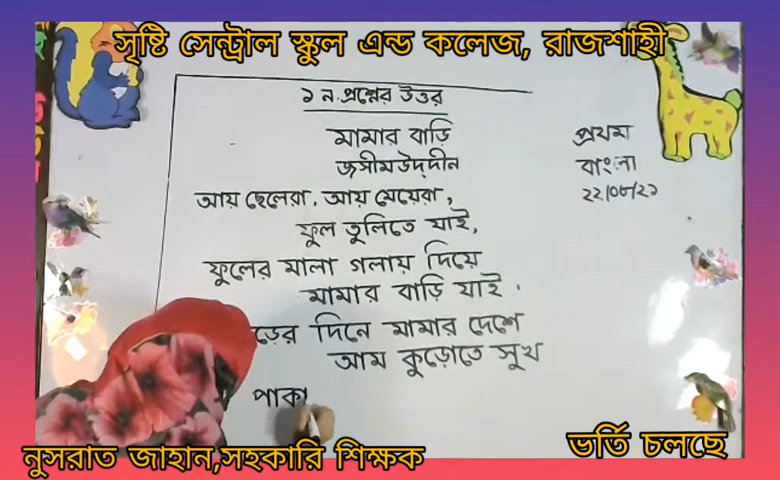 সৃষ্টি সেন্ট্রাল স্কুল এন্ড কলেজ, রাজশাহী
১ ন. প্রশ্নের উত্তর
মামার বাড়ি
জসীমউদ্‌দীন
প্রথম
বাংলা
২২/০৮/২১
আয় ছেলেরা, আয় মেয়েরা,
ফুল তুলিতে যাই,
ফুলের মালা গলায় দিয়ে
মামার বাড়ি যাই।
ড়ের দিনে মামার দেশে
আম কুড়োতে সুখ
পাকা
নুসরাত জাহান,সহকারি শিক্ষক
ভর্তি চলছে